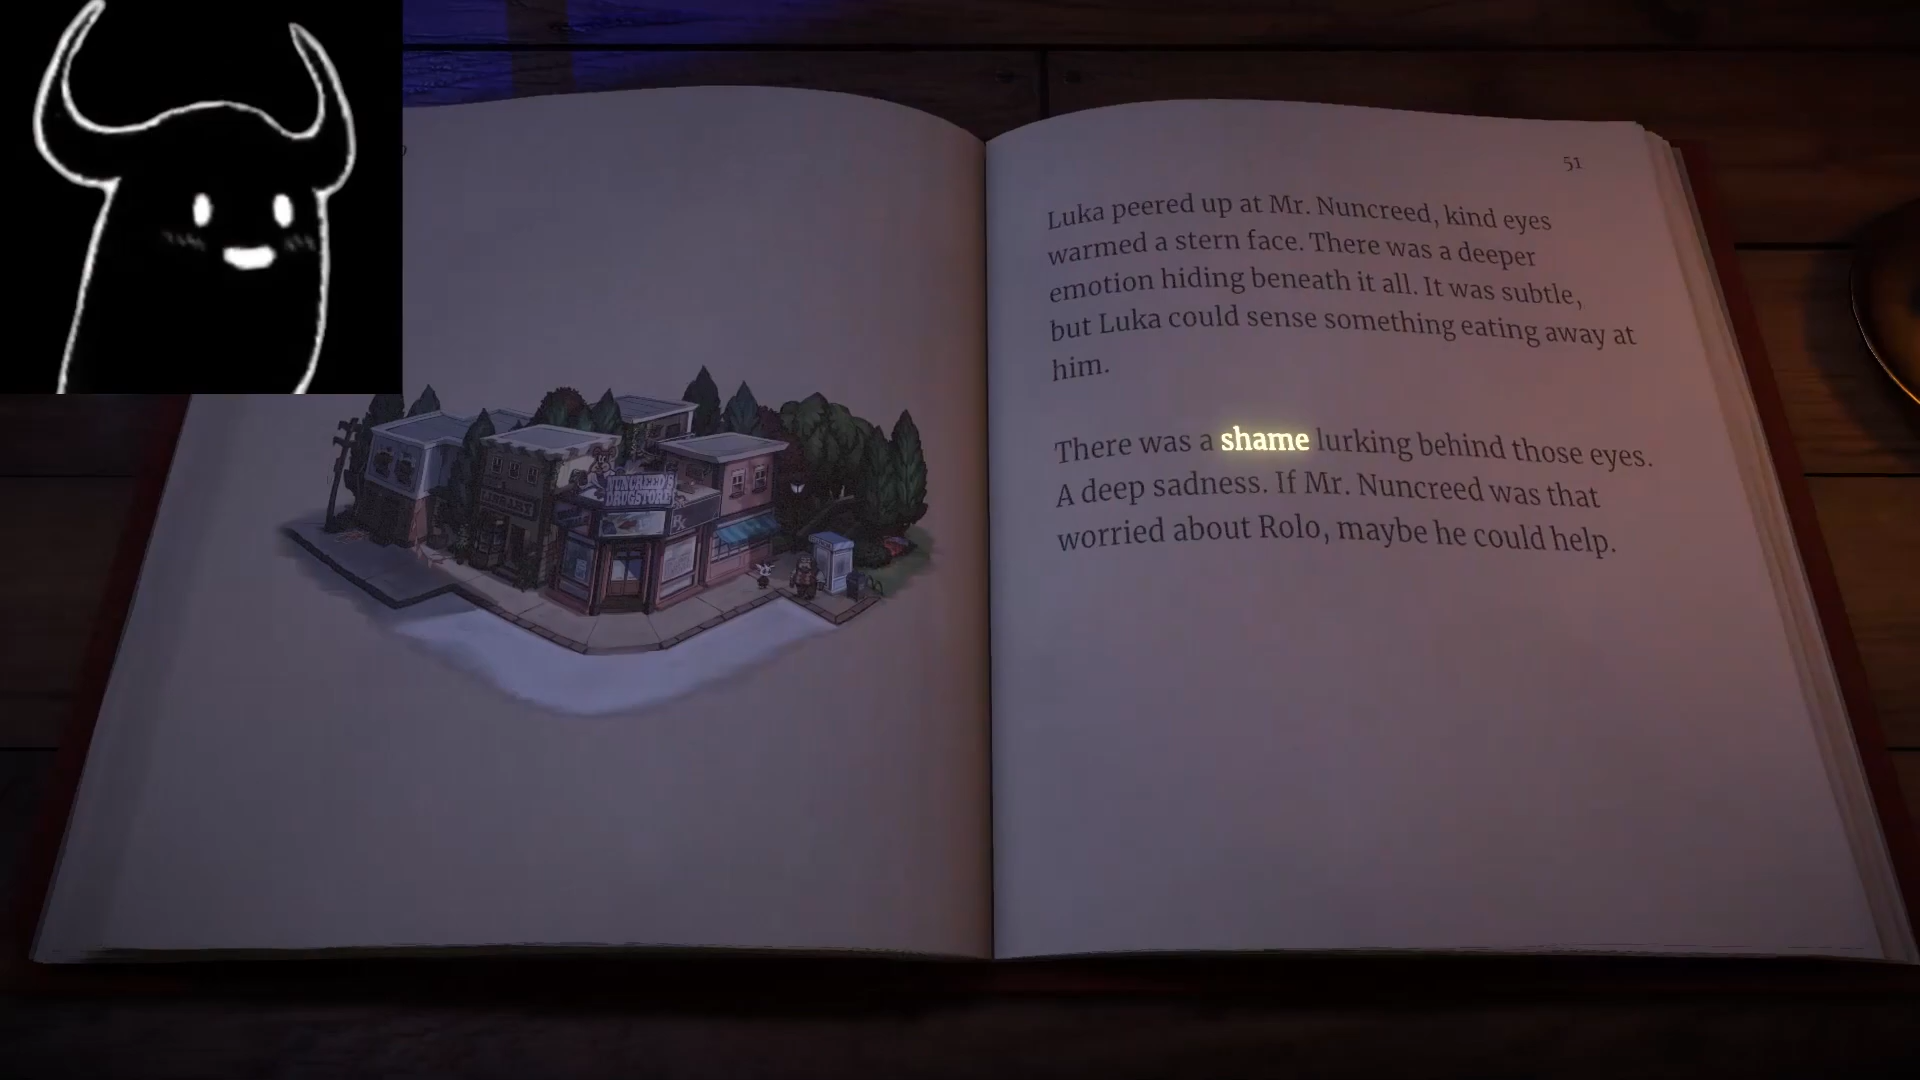 51
Luka peered up at Mr. Nuncreed, kind eyes
warmed a stern face. There was a deeper
emotion hiding beneath it all. It was subtle,
but Luka could sense something eating away at
him.
There was a shame lurking behind those eyes.
A deep sadness. If Mr. Nuncreed was that
worried about Rolo, maybe he could help.
NUNCREED'S
DRUGSTORE
LIBRARY
Rx